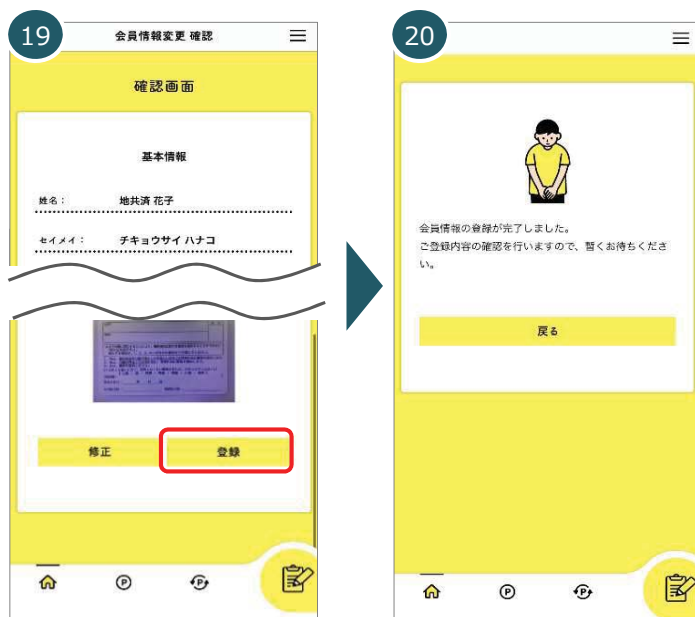 19
会員情報変更 確認
確認画面
基本情報
姓名： 地共済 花子
セイメイ： チキョウサイ ハナコ
修正
登録
P
P
20
会員情報の登録が完了しました。
ご登録内容の確認を行いますので、暫くお待ちくださ
い。
戻る
P
P